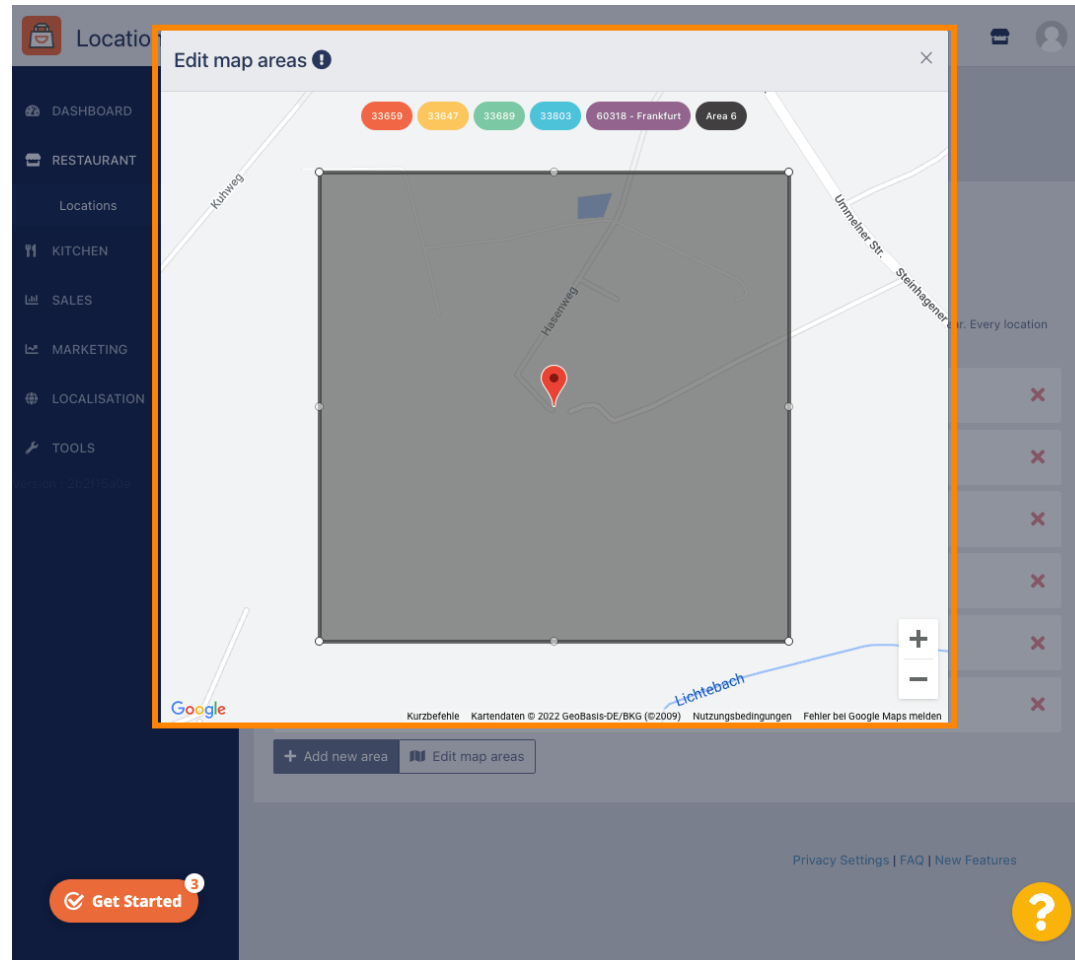 Locatio
Edit map areas
33659
33647
33689
33803
60318 - Frankfurt
Area 6
DASHBOARD
RESTAURANT
Locations
KITCHEN
SALES
MARKETING
LOCALISATION
TOOLS
Kuhweg
Ummelner Str.
Steinhagener
Hasenweg
Lichtebach
Every location
Google
Kurzbefehle
Kartendaten © 2022 GeoBasis-DE/BKG (©2009)
Nutzungsbedingungen
Fehler bei Google Maps melden
Add new area
Edit map areas
Privacy Settings | FAQ | New Features
Get Started
3
?